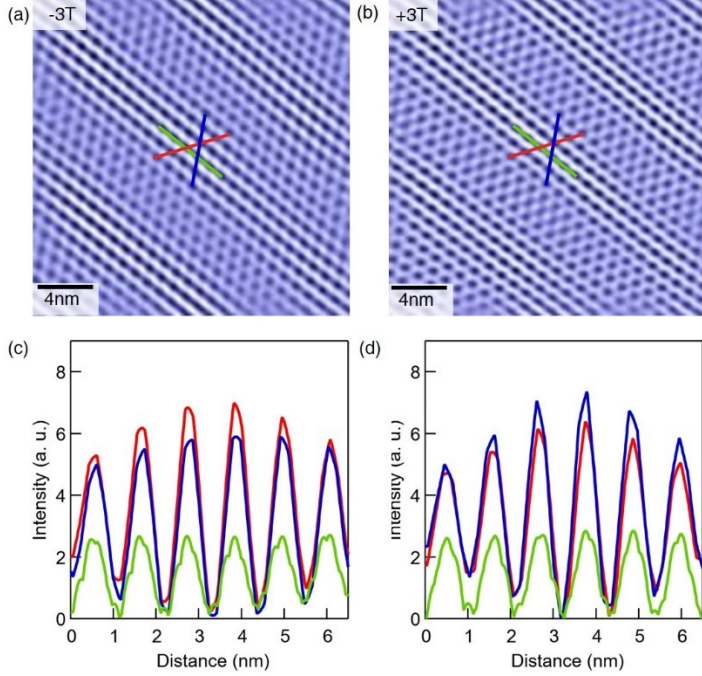 (a) -3T
4nm
(b) +3T
4nm
(c)
8
6
4
2
0
Intensity (a. u.)
0 1 2 3 4 5 6
Distance (nm)
(d)
8
6
4
2
0
Intensity (a. u.)
0 1 2 3 4 5 6
Distance (nm)